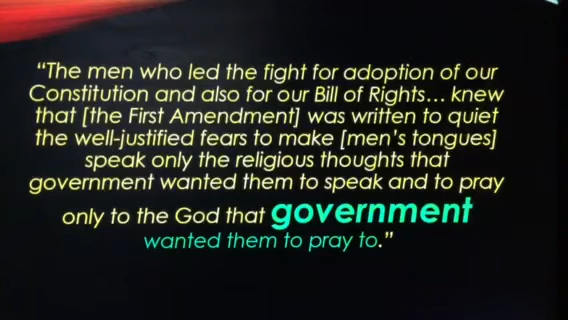 “The men who led the fight for adoption of our
Constitution and also for our Bill of Rights… knew
that [the First Amendment] was written to quiet
the well-justified fears to make [men’s tongues]
speak only the religious thoughts that
government wanted them to speak and to pray
only to the God that government
wanted them to pray to.”